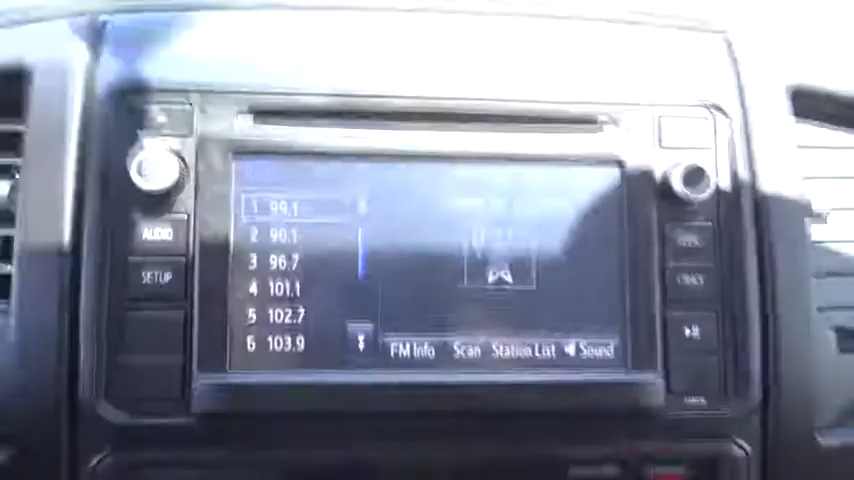 AUDIO
SETUP
1 99.1
2 90.1
3 96.7
4 101.1
5 102.7
6 103.9
FM Info Scan Station List Sound